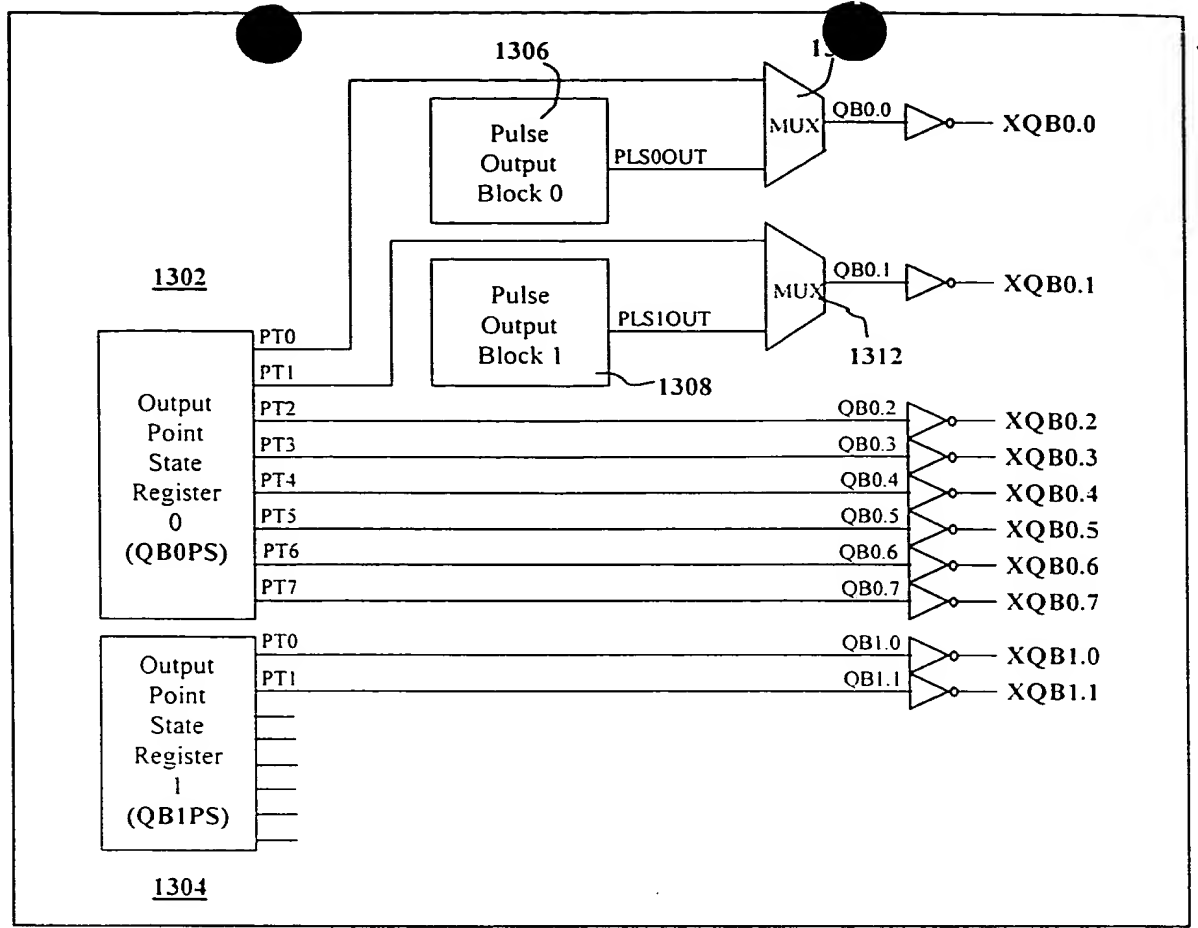 1306
Pulse
Output
Block 0
PLS0OUT
MUX
QB0.0
XQB0.0
1302
Pulse
Output
Block 1
PLS1OUT
1308
MUX
1312
QB0.1
XQB0.1
Output
Point
State
Register
0
(QB0PS)
PT0
PT1
PT2 QB0.2 XQB0.2
PT3 QB0.3 XQB0.3
PT4 QB0.4 XQB0.4
PT5 QB0.5 XQB0.5
PT6 QB0.6 XQB0.6
PT7 QB0.7 XQB0.7
Output
Point
State
Register
1
(QB1PS)
PT0 QB1.0 XQB1.0
PT1 QB1.1 XQB1.1
1304